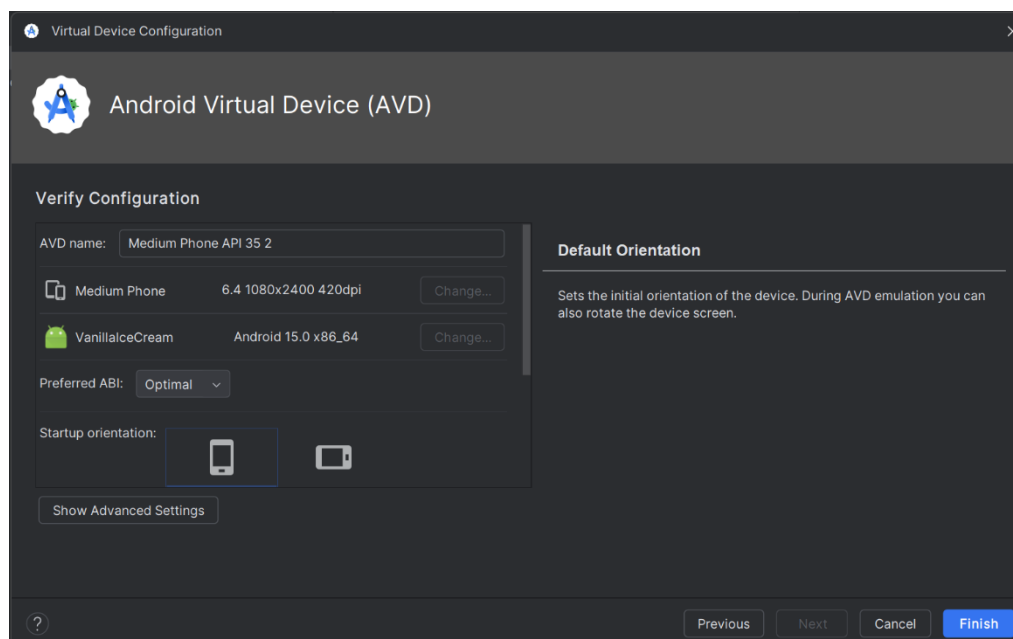 Virtual Device Configuration
Android Virtual Device (AVD)
Verify Configuration
AVD name: Medium Phone API 35 2
Medium Phone 6.4 1080x2400 420dpi Change...
VanillaIceCream Android 15.0 x86_64 Change...
Preferred ABI: Optimal
Startup orientation:
Show Advanced Settings
Default Orientation
Sets the initial orientation of the device. During AVD emulation you can
also rotate the device screen.
? Previous Next Cancel Finish